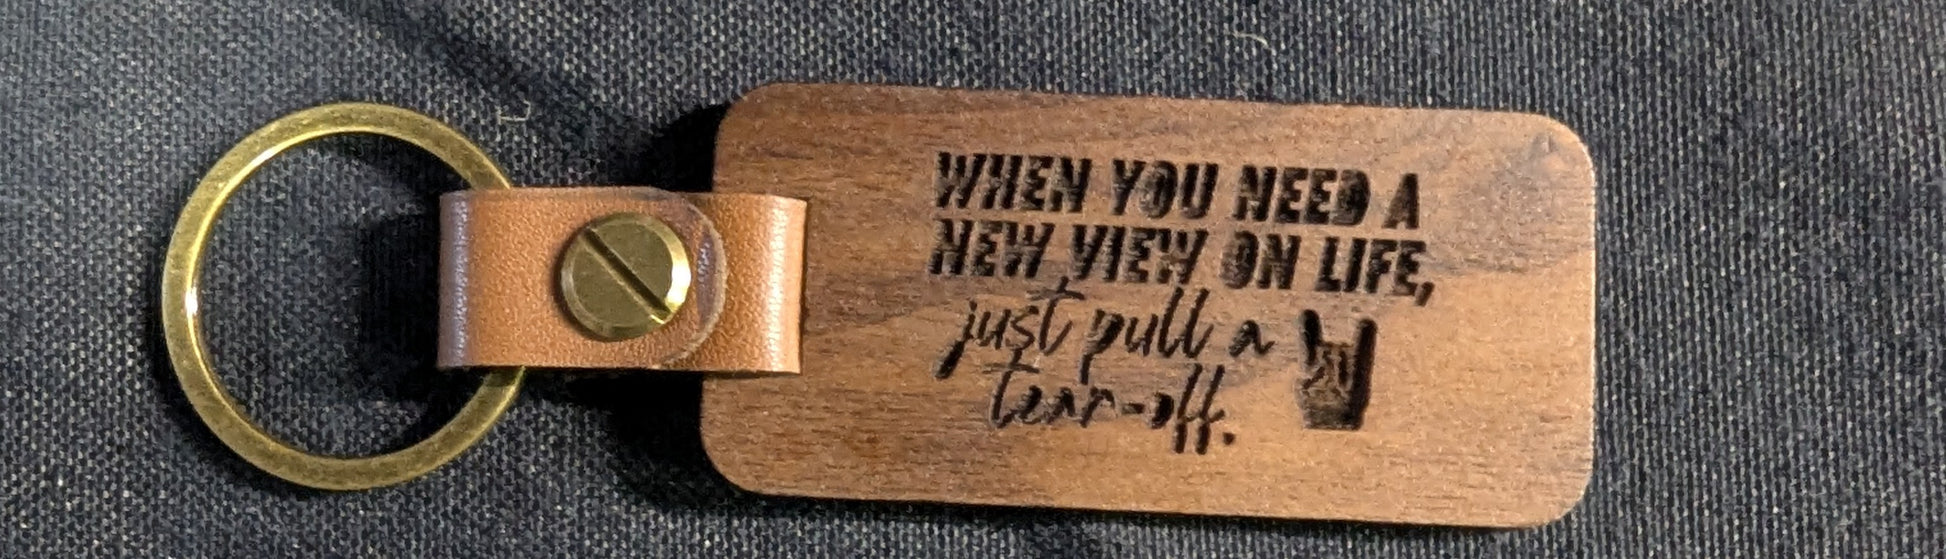 WHEN YOU NEED A
NEW VIEW ON LIFE,
just pull a
tear-off.